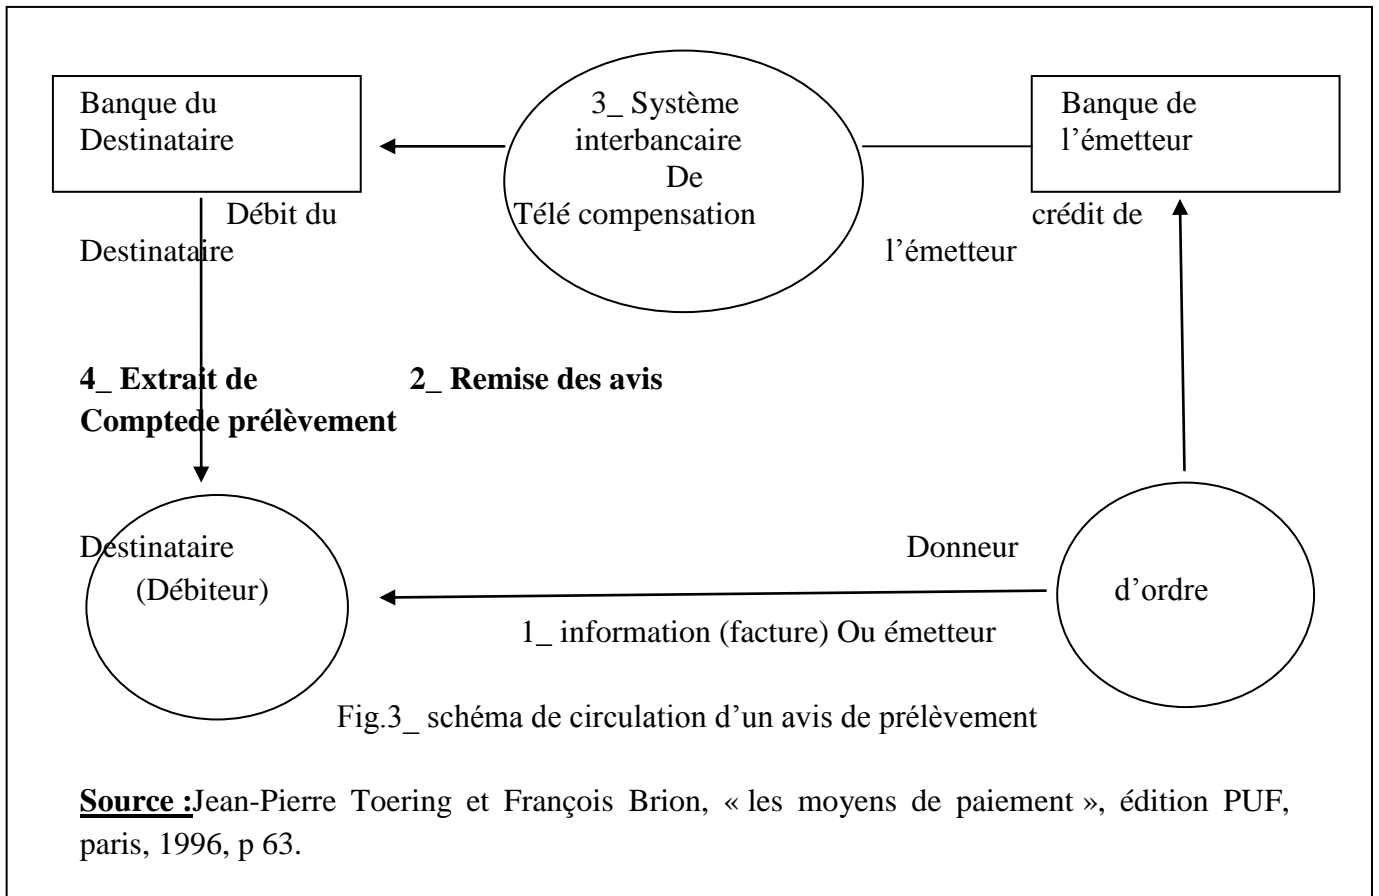 Banque du 3_ Système Banque de
Destinataire interbancaire l’émetteur
De
Débit du Télé compensation crédit de
Destinataire l’émetteur
4_ Extrait de 2_ Remise des avis
Comptede prélèvement
Destinataire Donneur
(Débiteur) d’ordre
1_ information (facture) Ou émetteur
Fig.3_ schéma de circulation d’un avis de prélèvement
Source :Jean-Pierre Toering et François Brion, « les moyens de paiement », édition PUF,
paris, 1996, p 63.